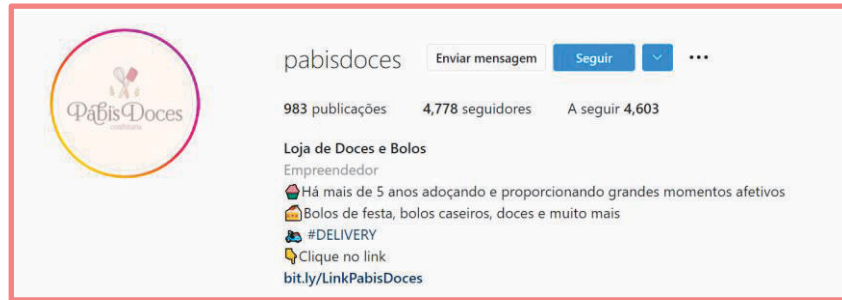 PábisDoces
confeitaria
pabisdoces Enviar mensagem Seguir
983 publicações 4,778 seguidores A seguir 4,603
Loja de Doces e Bolos
Empreendedor
🧁Há mais de 5 anos adoçando e proporcionando grandes momentos afetivos
🍰Bolos de festa, bolos caseiros, doces e muito mais
🛵 #DELIVERY
👇Clique no link
bit.ly/LinkPabisDoces